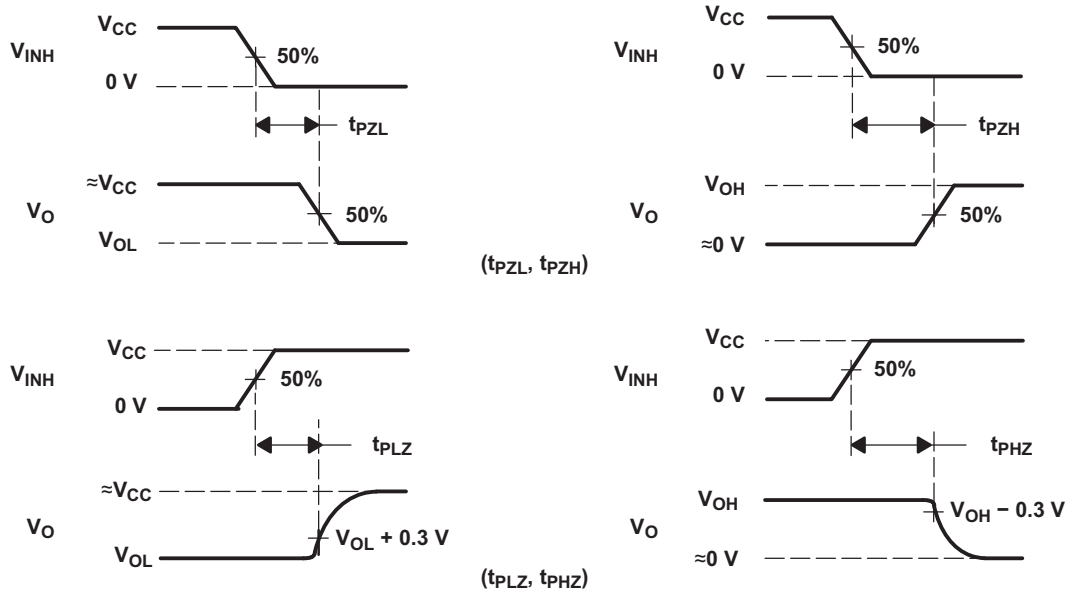 VCC
VINH
50%
0 V
tPZL
≈VCC
VO
50%
VOL
VCC
VINH
50%
0 V
tPZH
VOH
VO
50%
≈0 V
(tPZL, tPZH)
VCC
VINH
50%
0 V
tPLZ
≈VCC
VO
VOL + 0.3 V
VOL
VCC
VINH
50%
0 V
tPHZ
VOH
VOH − 0.3 V
VO
≈0 V
(tPLZ, tPHZ)